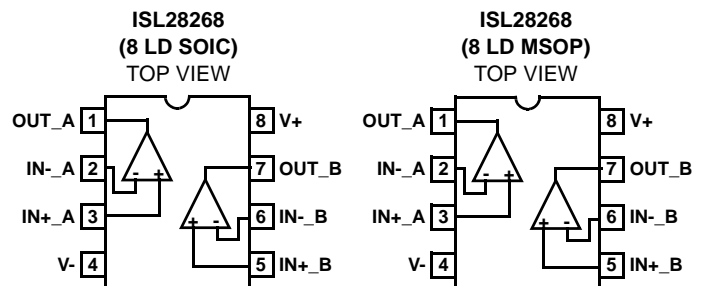 ISL28268
(8 LD SOIC)
TOP VIEW
OUT_A 1 8 V+
IN-_A 2 7 OUT_B
- +
IN+_A 3 6 IN-_B
+ -
V- 4 5 IN+_B
ISL28268
(8 LD MSOP)
TOP VIEW
OUT_A 1 8 V+
IN-_A 2 7 OUT_B
- +
IN+_A 3 6 IN-_B
+ -
V- 4 5 IN+_B